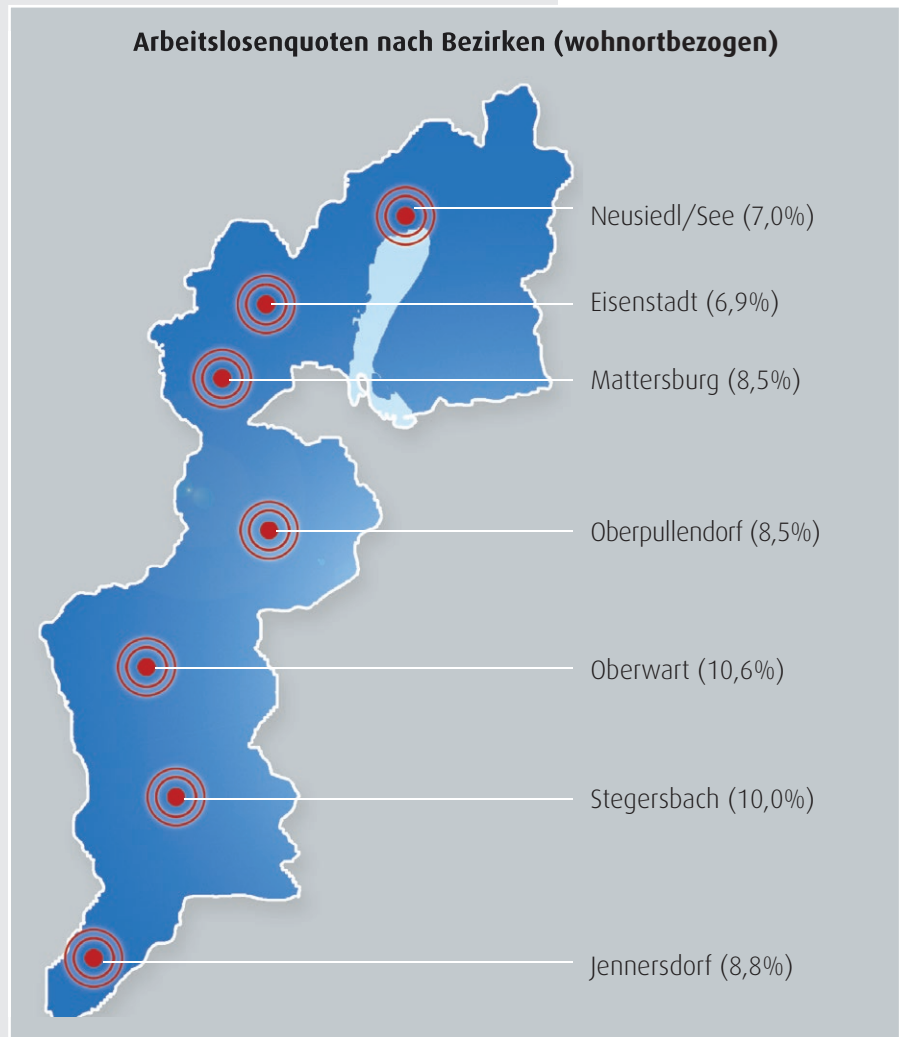 Arbeitslosenquoten nach Bezirken (wohnortbezogen)
Neusiedl/See (7,0%)
Eisenstadt (6,9%)
Mattersburg (8,5%)
Oberpullendorf (8,5%)
Oberwart (10,6%)
Stegersbach (10,0%)
Jennersdorf (8,8%)